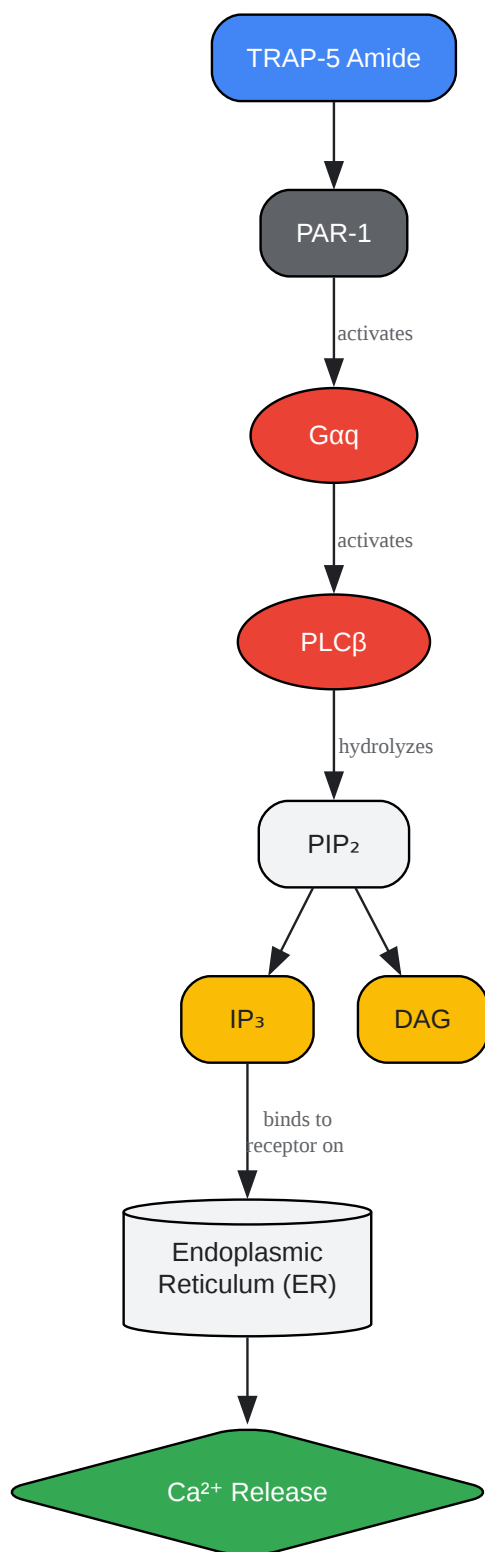 TRAP-5 Amide
PAR-1
activates
Gαq
activates
PLCβ
hydrolyzes
PIP₂
IP₃
DAG
binds to
receptor on
Endoplasmic
Reticulum (ER)
Ca²⁺ Release